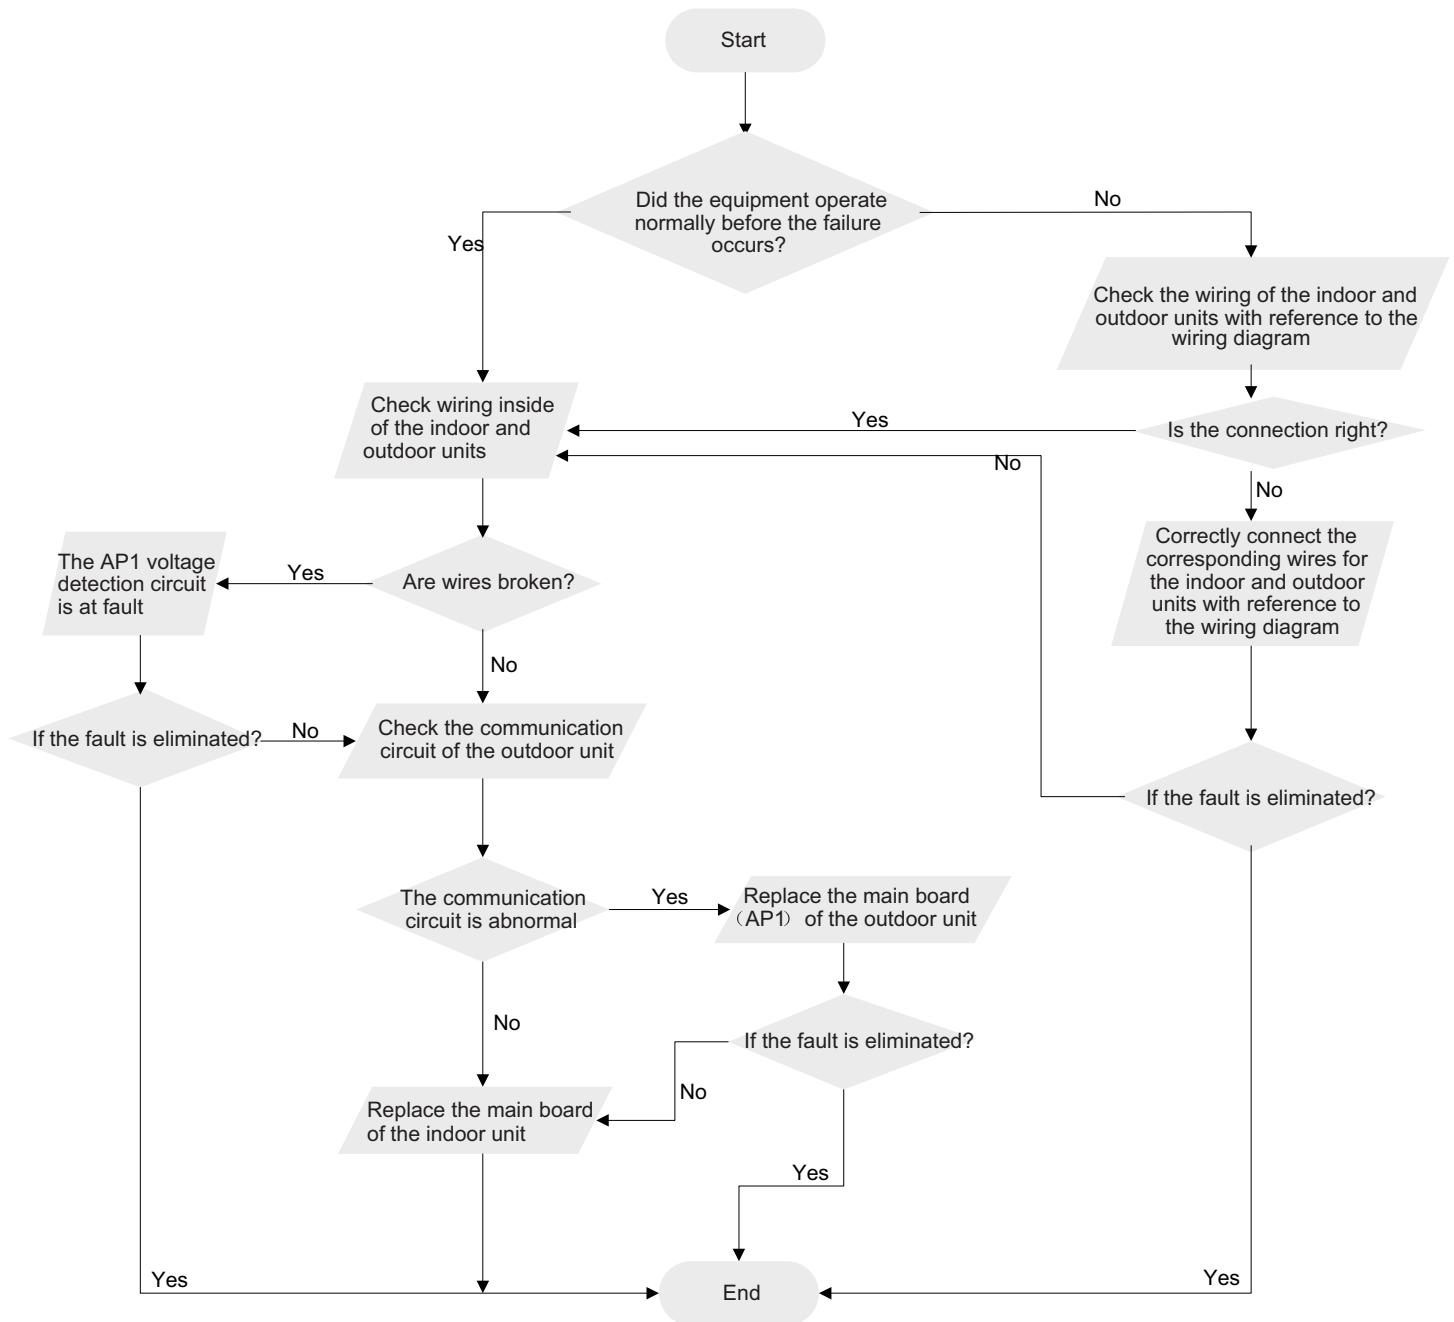 Start
Did the equipment operate
normally before the failure
occurs?
No
Yes
Check the wiring of the indoor and
outdoor units with reference to the
wiring diagram
Check wiring inside
of the indoor and
outdoor units
Yes
Is the connection right?
No
No
Correctly connect the
corresponding wires for
the indoor and outdoor
units with reference to
the wiring diagram
The AP1 voltage
detection circuit
is at fault
Yes
Are wires broken?
No
If the fault is eliminated?
No
Check the communication
circuit of the outdoor unit
If the fault is eliminated?
The communication
circuit is abnormal
Yes
Replace the main board
（AP1） of the outdoor unit
No
If the fault is eliminated?
No
Replace the main board
of the indoor unit
Yes
Yes
End
Yes